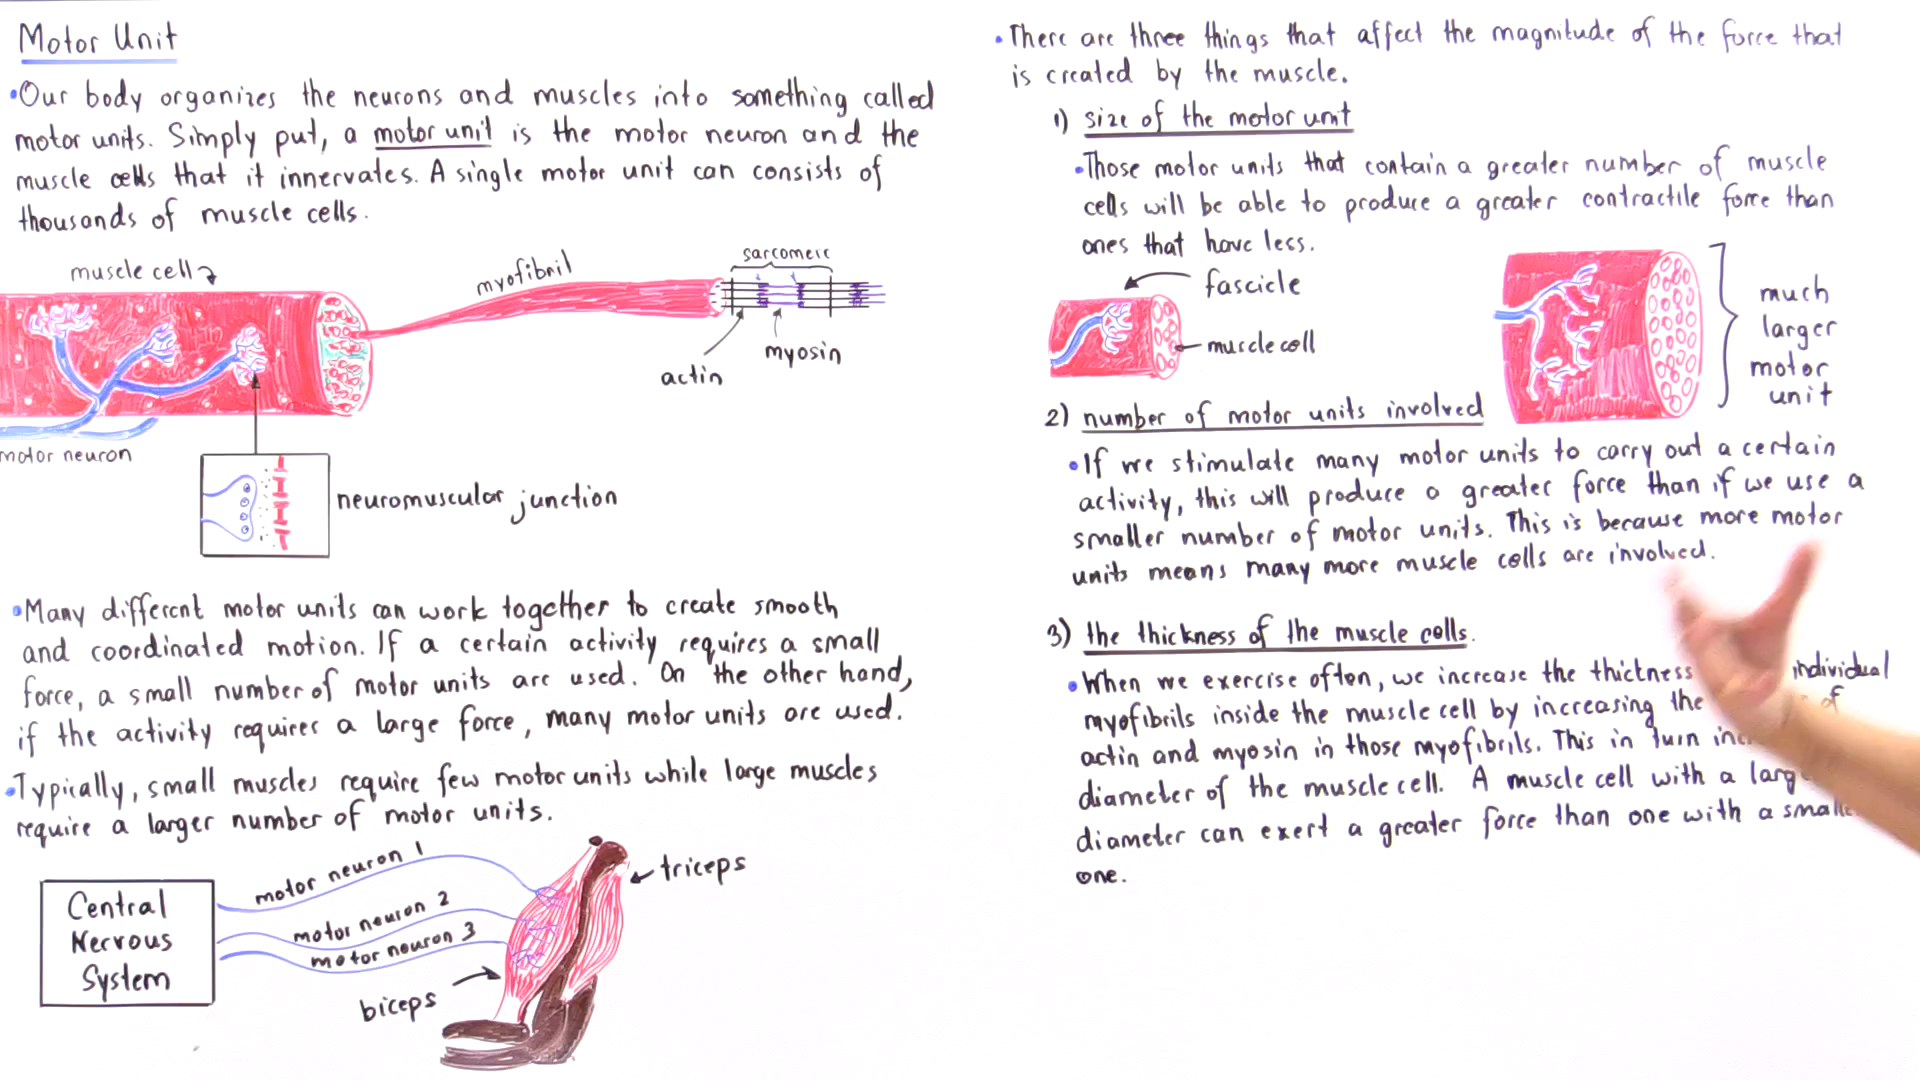 Motor Unit
•Our body organizes the neurons and muscles into something called
motor units. Simply put, a motor unit is the motor neuron and the
muscle cells that it innervates. A single motor unit can consists of
thousands of muscle cells.
muscle cell
myofibril
sarcomere
actin
myosin
motor neuron
neuromuscular junction
•Many different motor units can work together to create smooth
and coordinated motion. If a certain activity requires a small
force, a small number of motor units are used. On the other hand,
if the activity requires a large force, many motor units are used.
•Typically, small muscles require few motor units while large muscles
require a larger number of motor units.
Central
Nervous
System
motor neuron 1
motor neuron 2
motor neuron 3
triceps
biceps
•There are three things that affect the magnitude of the force that
is created by the muscle.
1) size of the motor unit
•Those motor units that contain a greater number of muscle
cells will be able to produce a greater contractile force than
ones that have less.
fascicle
muscle cell
much
larger
motor
unit
2) number of motor units involved
•If we stimulate many motor units to carry out a certain
activity, this will produce a greater force than if we use a
smaller number of motor units. This is because more motor
units means many more muscle cells are involved.
3) the thickness of the muscle cells.
•When we exercise often, we increase the thickness individual
myofibrils inside the muscle cell by increasing the of
actin and myosin in those myofibrils. This in turn
diameter of the muscle cell. A muscle cell with a
diameter can exert a greater force than one with a
one.